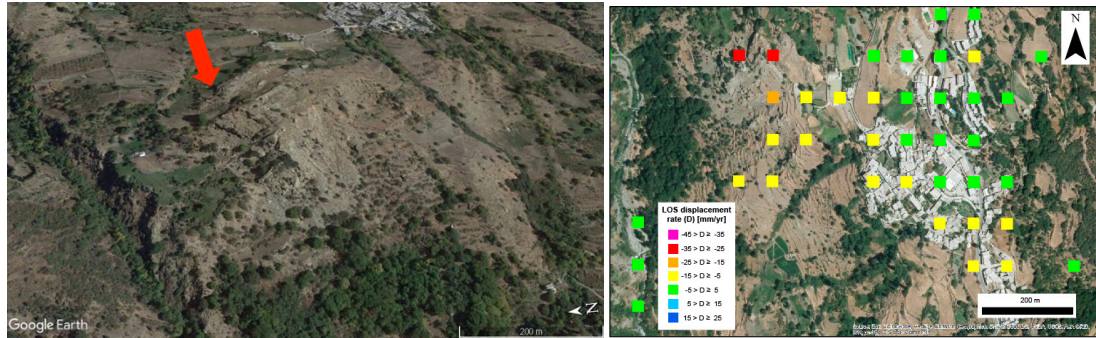 Google Earth
200 m
N
N
LOS displacement
rate (D) [mm/yr]
-45 > D ≥ -35
-35 > D ≥ -25
-25 > D ≥ -15
-15 > D ≥ -5
-5 > D ≥ 5
5 > D ≥ 15
15 > D ≥ 25
200 m